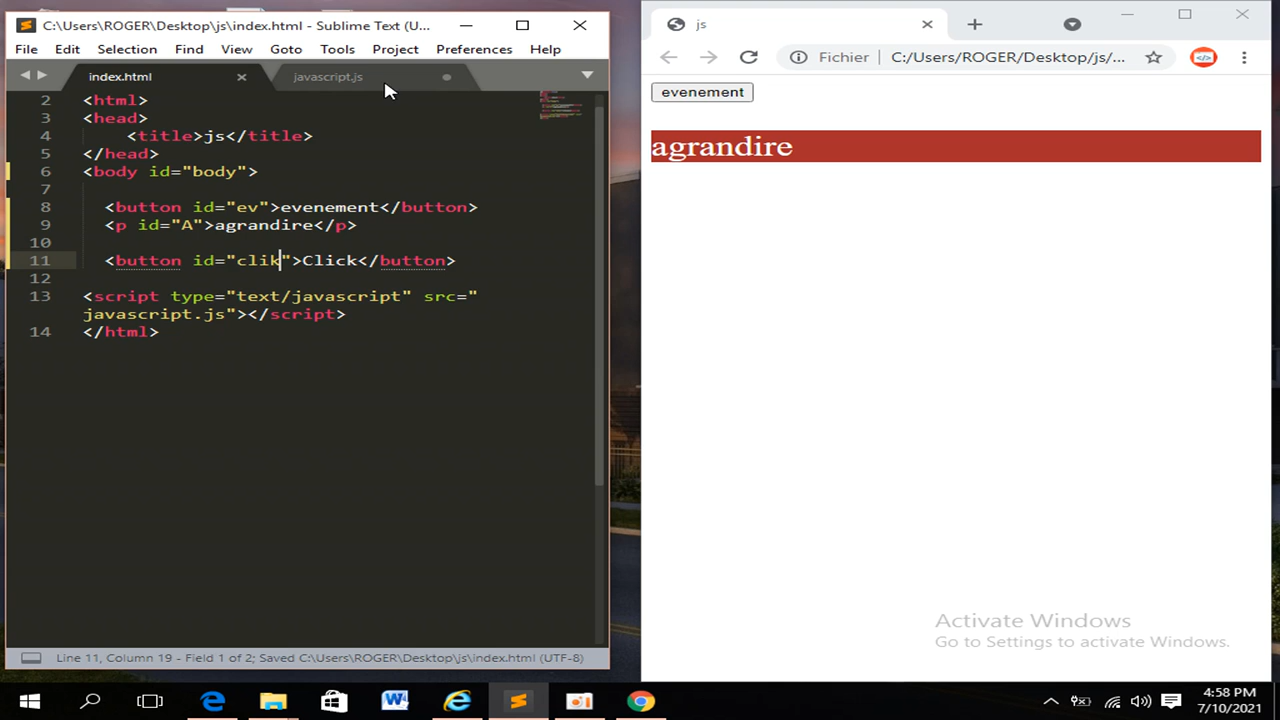 C:\Users\ROGER\Desktop\js\index.html - Sublime Text (U...
File Edit Selection Find View Goto Tools Project Preferences Help
index.html javascript.js
2 <html>
3 <head>
4 <title>js</title>
5 </head>
6 <body id="body">
7
8 <button id="ev">evenement</button>
9 <p id="A">agrandire</p>
10
11 <button id="clik">Click</button>
12
13 <script type="text/javascript" src="
javascript.js"></script>
14 </html>
Line 11, Column 19 - Field 1 of 2; Saved C:\Users\ROGER\Desktop\js\index.html (UTF-8)
js
Fichier C:/Users/ROGER/Desktop/js/...
evenement
agrandire
Activate Windows
Go to Settings to activate Windows.
4:58 PM
7/10/2021